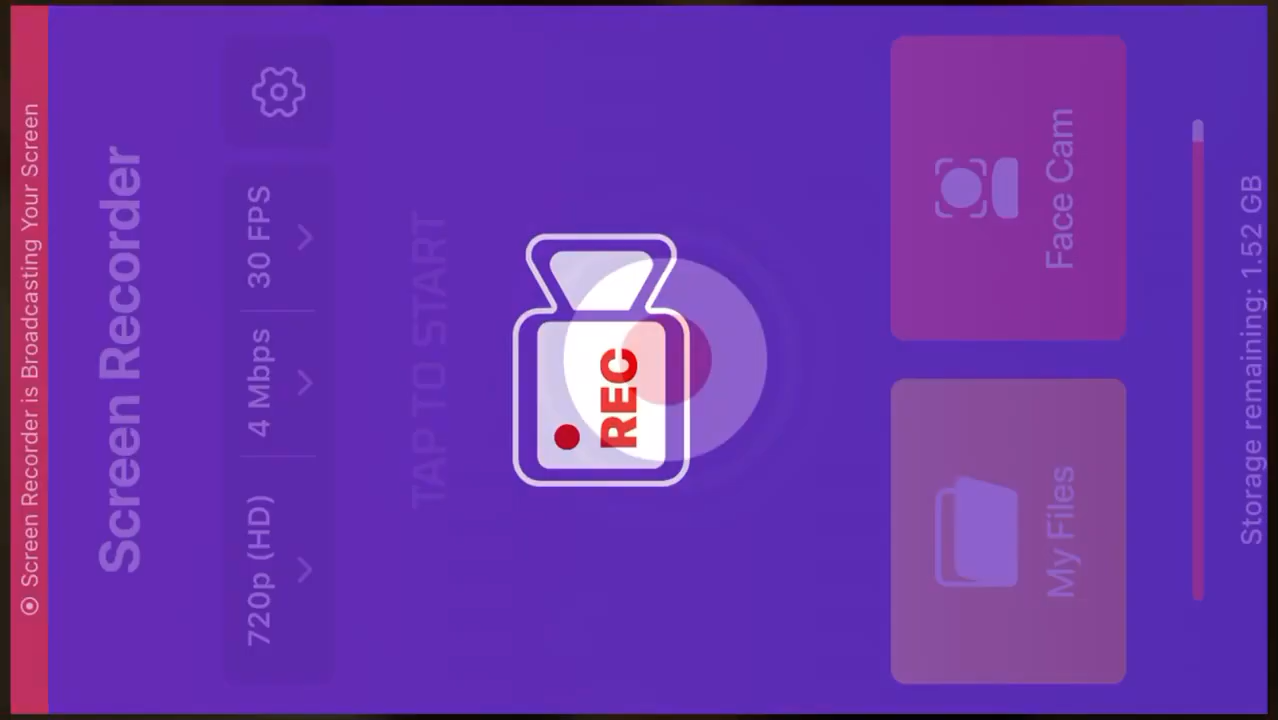 Screen Recorder is Broadcasting Your Screen
Screen Recorder
720p (HD)
4 Mbps
30 FPS
TAP TO START
REC
My Files
Face Cam
Storage remaining: 1.52 GB